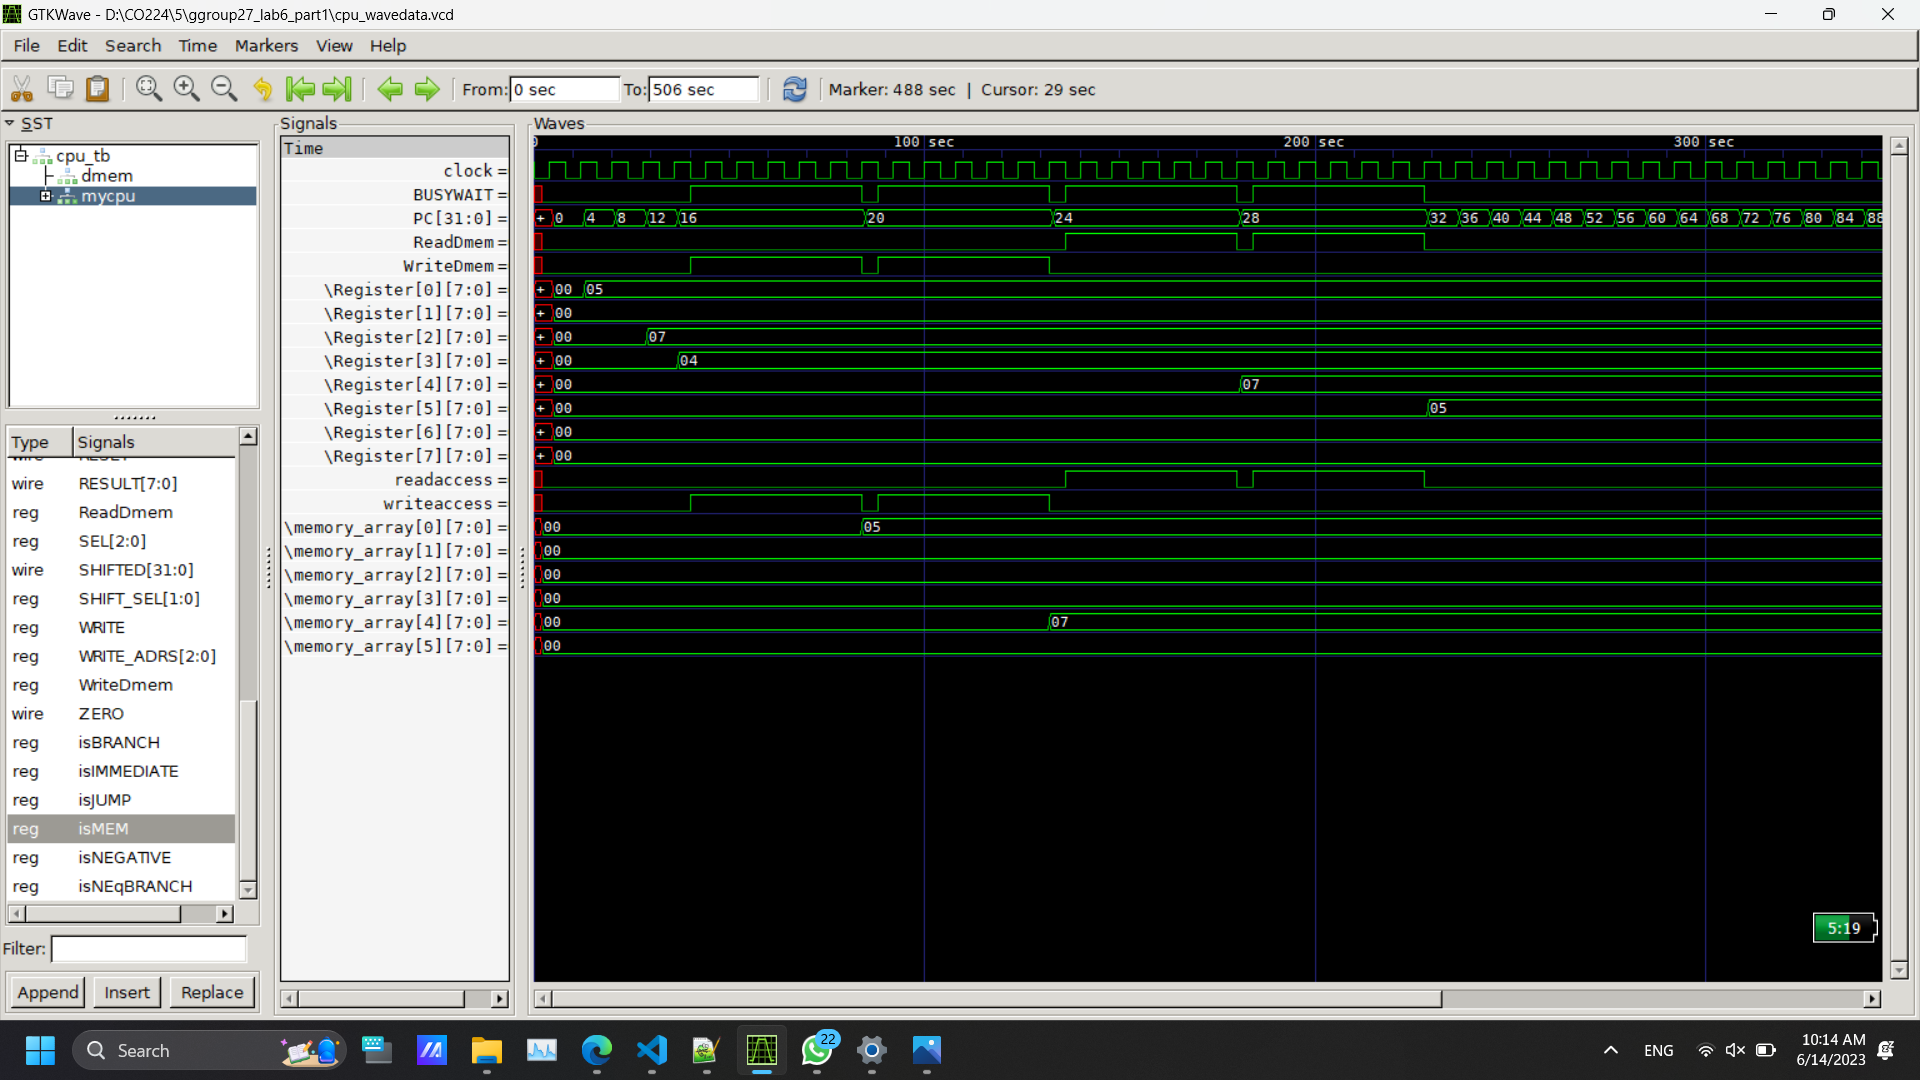 GTKWave - D:\CO224\5\ggroup27_lab6_part1\cpu_wavedata.vcd
File Edit Search Time Markers View Help
From: 0 sec To: 506 sec Marker: 488 sec | Cursor: 29 sec
SST
cpu_tb
dmem
mycpu
Type Signals
wire RESULT[7:0]
reg ReadDmem
reg SEL[2:0]
wire SHIFTED[31:0]
reg SHIFT_SEL[1:0]
reg WRITE
reg WRITE_ADRS[2:0]
reg WriteDmem
wire ZERO
reg isBRANCH
reg isIMMEDIATE
reg isJUMP
reg isMEM
reg isNEGATIVE
reg isNEqBRANCH
Filter:
Append Insert Replace
Signals
Time
clock =
BUSYWAIT =
PC[31:0] =
ReadDmem =
WriteDmem =
\Register[0][7:0] =
\Register[1][7:0] =
\Register[2][7:0] =
\Register[3][7:0] =
\Register[4][7:0] =
\Register[5][7:0] =
\Register[6][7:0] =
\Register[7][7:0] =
readaccess =
writeaccess =
\memory_array[0][7:0] =
\memory_array[1][7:0] =
\memory_array[2][7:0] =
\memory_array[3][7:0] =
\memory_array[4][7:0] =
\memory_array[5][7:0] =
Waves
0 100 sec 200 sec 300 sec
+ 0 4 8 12 16 20 24 28 32 36 40 44 48 52 56 60 64 68 72 76 80 84 88
+ 00 05
+ 00
+ 00 07
+ 00 04
+ 00 07
+ 00 05
+ 00
+ 00
00 05
00
00
00
00 07
00
5:19
Search
22
ENG
10:14 AM
6/14/2023